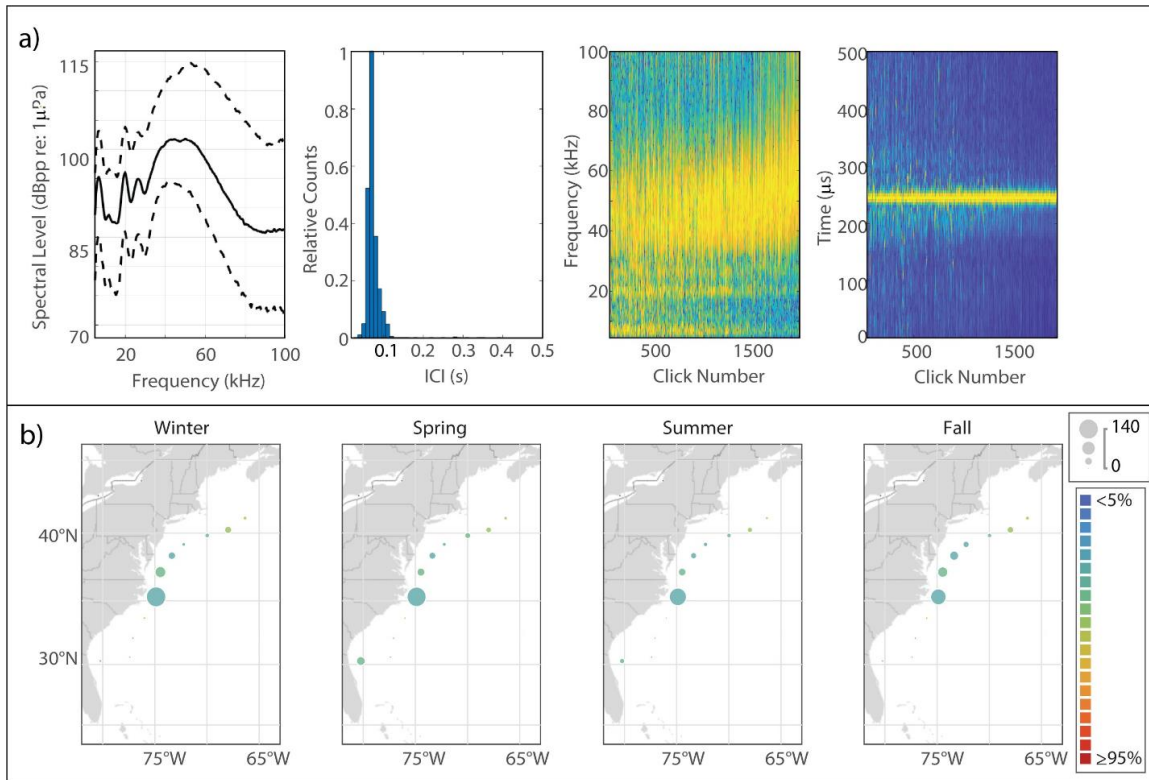 a)
115
100
85
70
Spectral Level (dBpp re: 1µPa)
20
60
100
Frequency (kHz)
1
0.8
0.6
0.4
0.2
0
Relative Counts
0.1
0.2
0.3
0.4
0.5
ICI (s)
100
80
60
40
20
Frequency (kHz)
500
1500
Click Number
500
400
300
200
100
0
Time (µs)
500
1500
Click Number
b)
Winter
Spring
Summer
Fall
140
0
<5%
≥95%
40°N
30°N
75°W
65°W
75°W
65°W
75°W
65°W
75°W
65°W